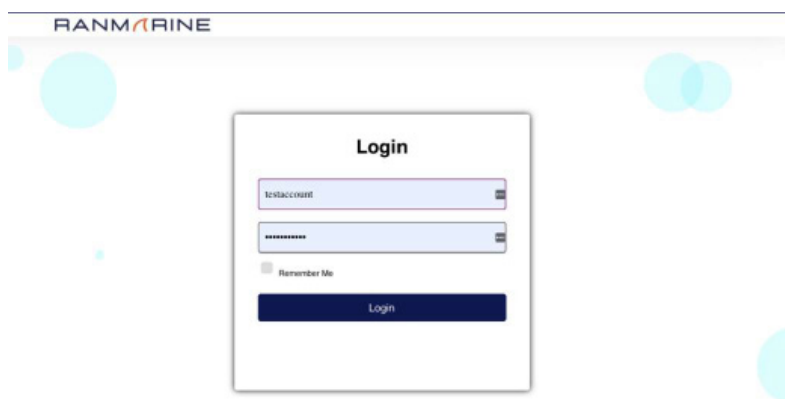 RANMARINE
Login
testaccount
•••••••••••
Remember Me
Login